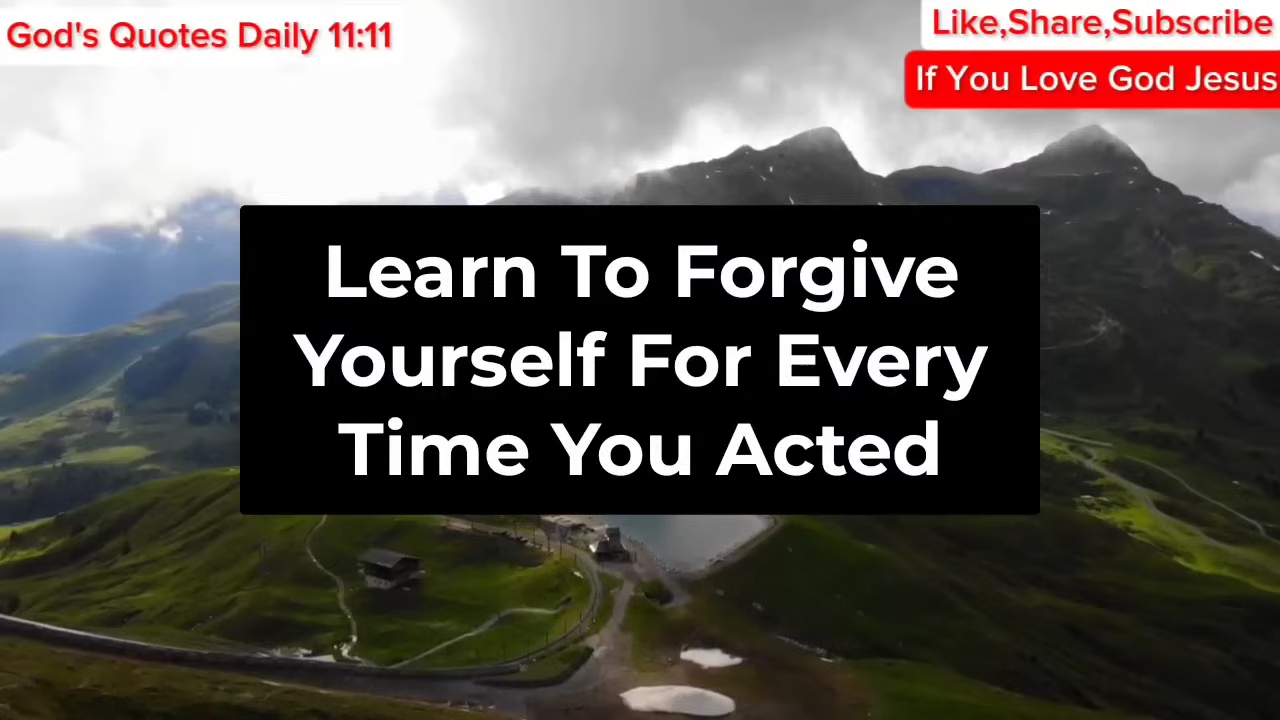 God's Quotes Daily 11:11
Like,Share,Subscribe
If You Love God Jesus
Learn To Forgive
Yourself For Every
Time You Acted